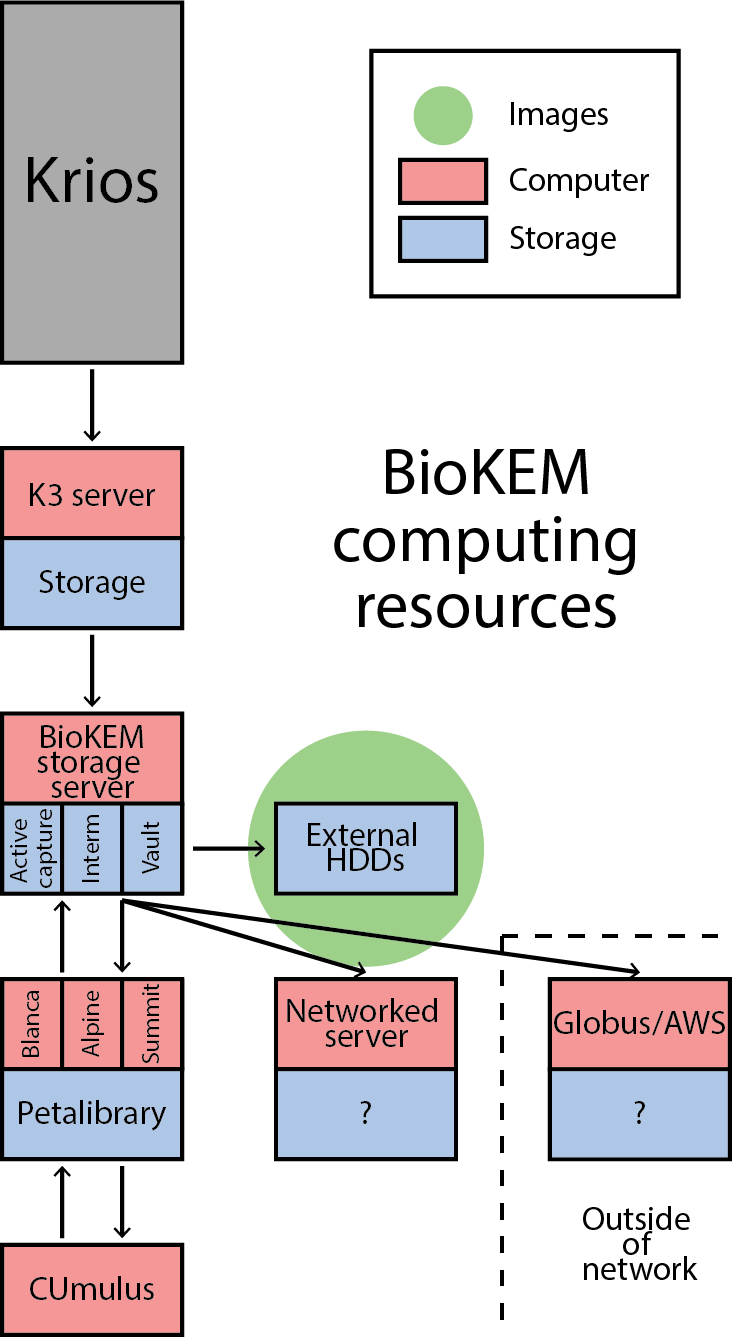 Krios
Images
Computer
Storage
K3 server
Storage
BioKEM
computing
resources
BioKEM
storage
server
Active
capture
Interm
Vault
External
HDDs
Blanca
Alpine
Summit
Petalibrary
Networked
server
?
Globus/AWS
?
Outside
of
network
CUmulus